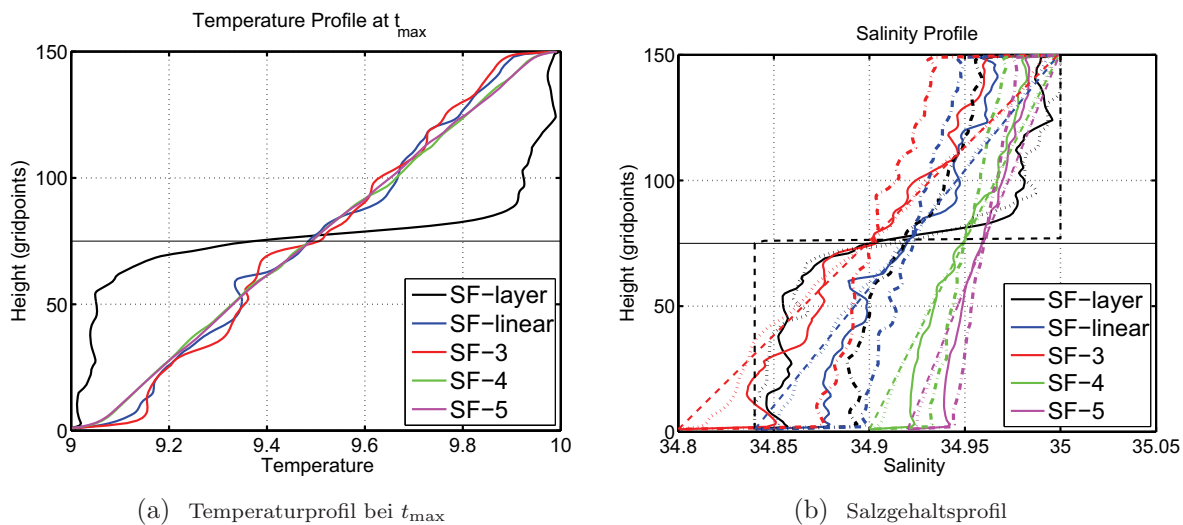 Temperature Profile at t_max
Height (gridpoints)
150
100
50
0
9
9.2
9.4
9.6
9.8
10
Temperature
SF-layer
SF-linear
SF-3
SF-4
SF-5
(a) Temperaturprofil bei t_max
Salinity Profile
Height (gridpoints)
150
100
50
0
34.8
34.85
34.9
34.95
35
35.05
Salinity
SF-layer
SF-linear
SF-3
SF-4
SF-5
(b) Salzgehaltsprofil